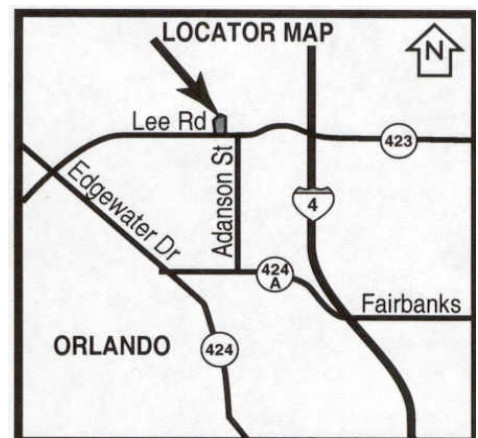 LOCATOR MAP
N
Lee Rd
423
Edgewater Dr
Adanson St
4
424
A
Fairbanks
ORLANDO
424